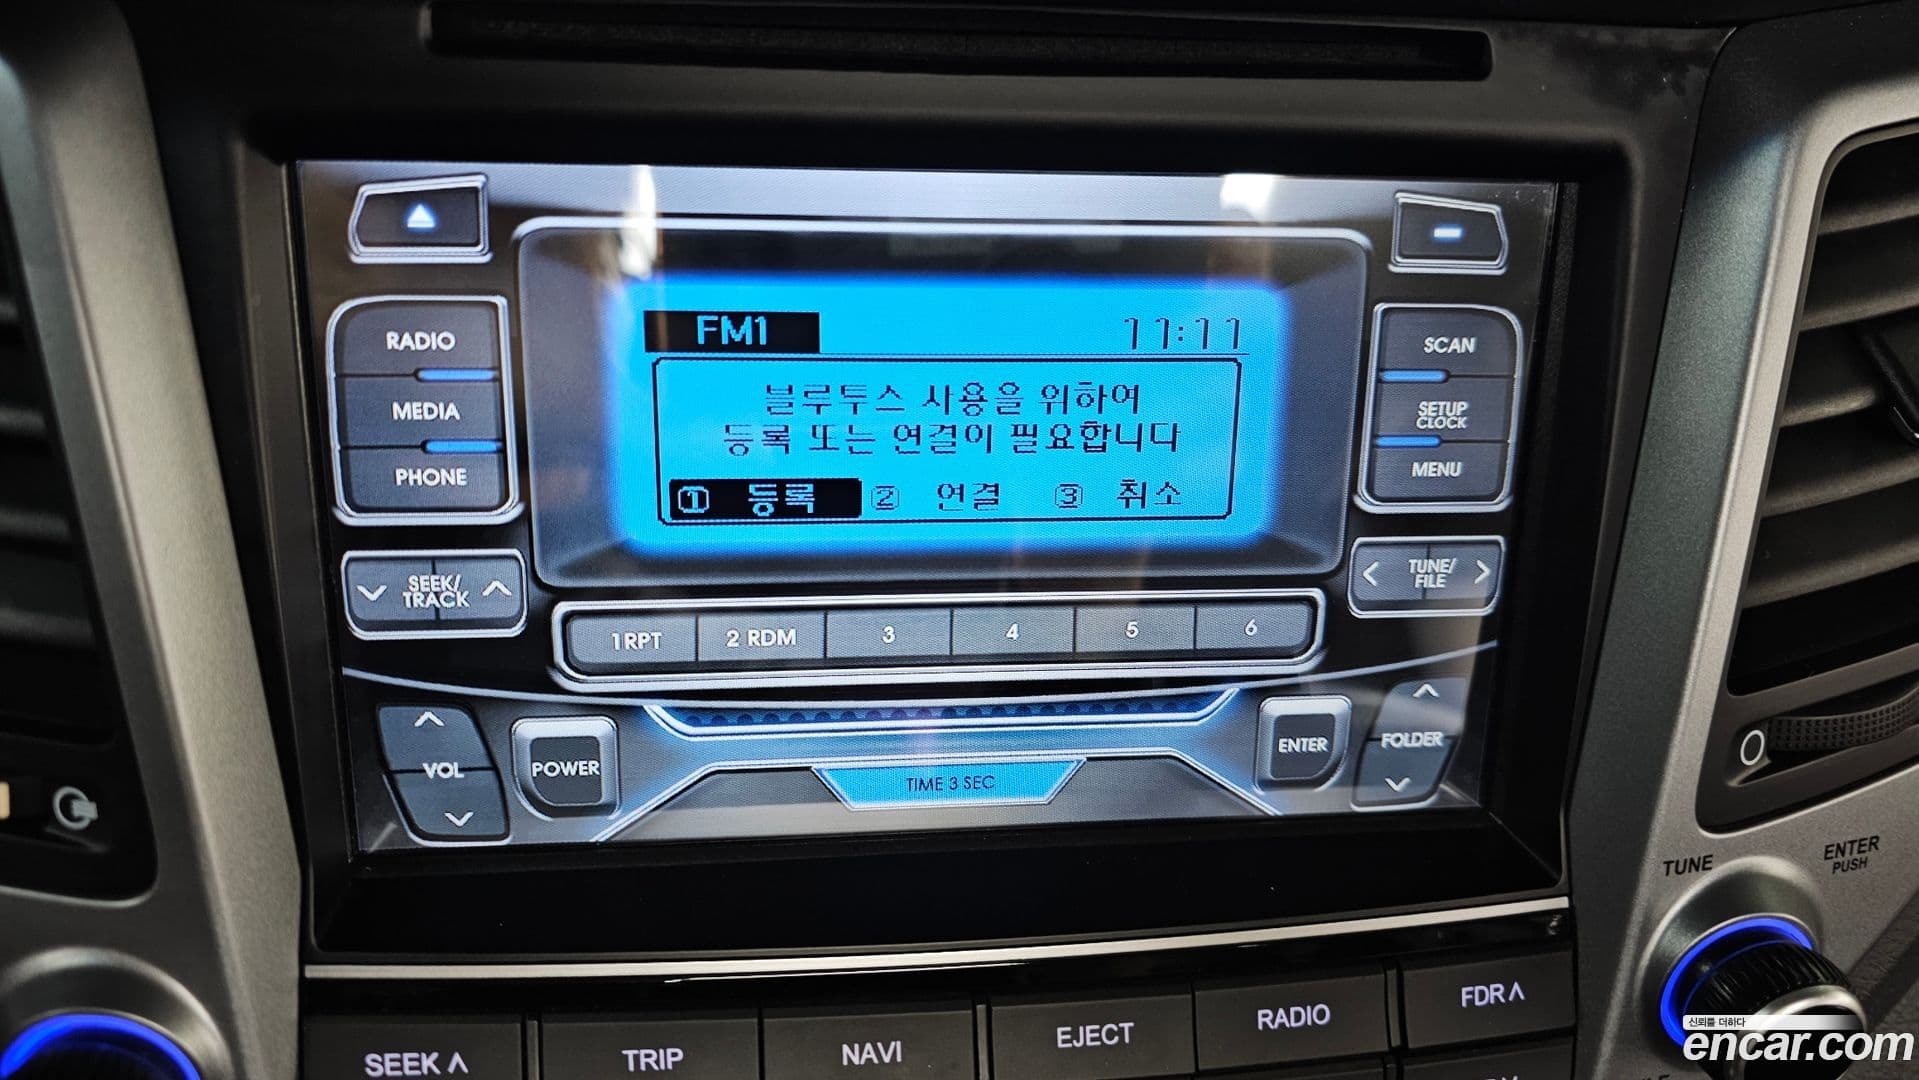 FM1
11:11
블루투스 사용을 위하여
등록 또는 연결이 필요합니다
① 등록 ② 연결 ③ 취소
RADIO
MEDIA
PHONE
SCAN
SETUP
CLOCK
MENU
SEEK/
TRACK
TUNE/
FILE
1 RPT
2 RDM
3
4
5
6
VOL
POWER
TIME 3 SEC
ENTER
FOLDER
TUNE
ENTER
PUSH
SEEK ∧
TRIP
NAVI
EJECT
RADIO
FDR ∧
신뢰를 더하다
encar.com